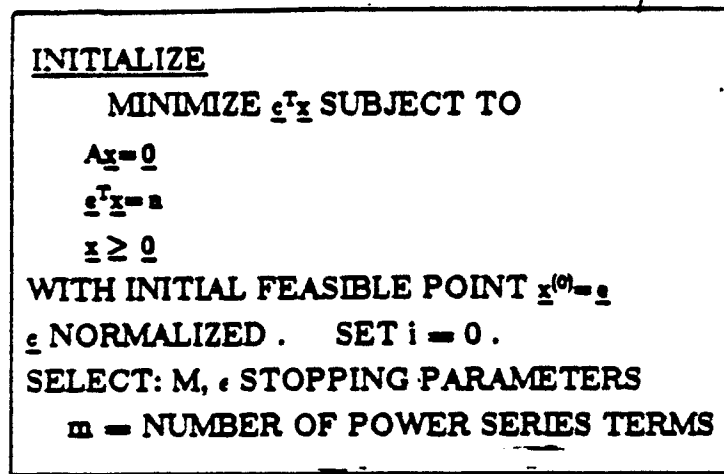 INITIALIZE
MINIMIZE c^T x SUBJECT TO
Ax = 0
e^T x = n
x ≥ 0
WITH INITIAL FEASIBLE POINT x^(0) = e
c NORMALIZED . SET i = 0 .
SELECT: M, ε STOPPING PARAMETERS
m = NUMBER OF POWER SERIES TERMS